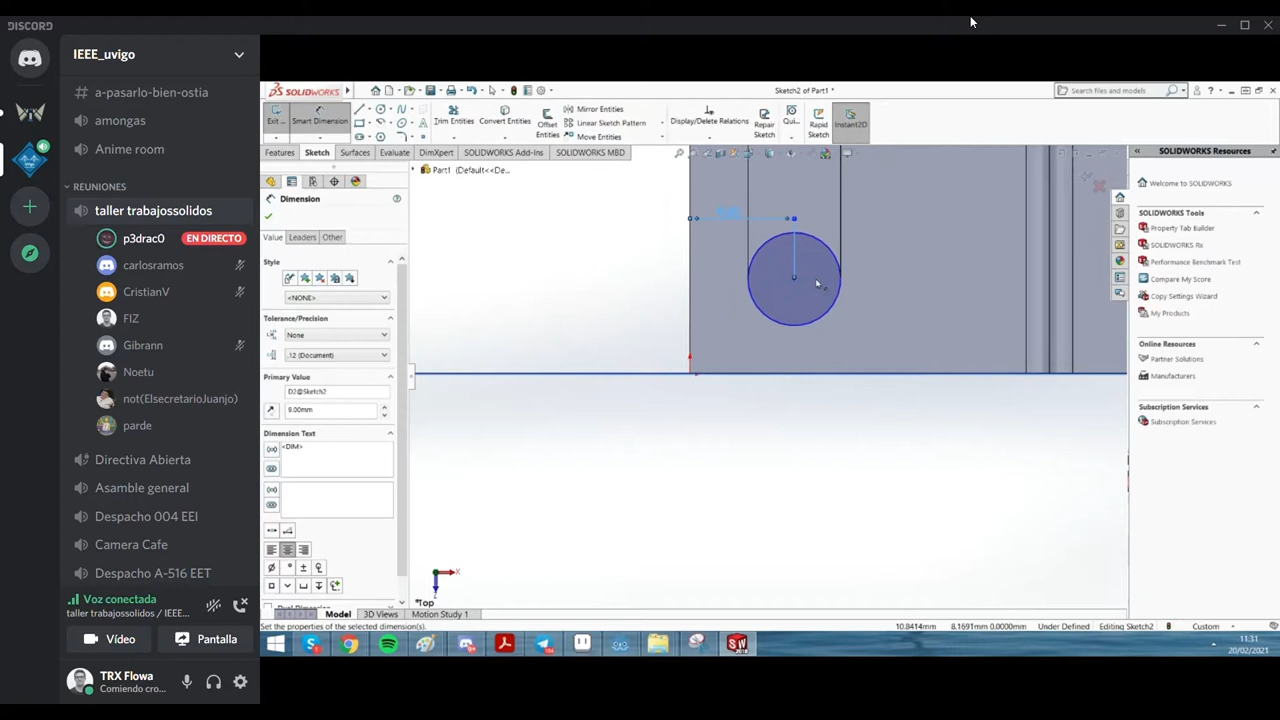 DISCORD
IEEE_uvigo
a-pasarlo-bien-ostia
amongas
Anime room
REUNIONES
taller trabajossolidos
p3drac0 EN DIRECTO
carlosramos
CristianV
FIZ
Gibrann
Noetu
not(ElsecretarioJuanjo)
parde
Directiva Abierta
Asamble general
Despacho 004 EEI
Camera Cafe
Despacho A-516 EET
Voz conectada
taller trabajossolidos / IEEE...
Vídeo
Pantalla
TRX Flowa
Comiendo cro...
SOLIDWORKS
Sketch2 of Part1 *
Search files and models
Exit ...
Smart Dimension
Trim Entities
Convert Entities
Offset Entities
Mirror Entities
Linear Sketch Pattern
Move Entities
Display/Delete Relations
Repair Sketch
Qui...
Rapid Sketch
Instant2D
Features
Sketch
Surfaces
Evaluate
DimXpert
SOLIDWORKS Add-Ins
SOLIDWORKS MBD
Part1 (Default<<De...
Dimension
Value
Leaders
Other
Style
<NONE>
Tolerance/Precision
None
.12 (Document)
Primary Value
D2@Sketch2
9.00mm
Dimension Text
<DIM>
X
*Top
SOLIDWORKS Resources
Welcome to SOLIDWORKS
SOLIDWORKS Tools
Property Tab Builder
SOLIDWORKS Rx
Performance Benchmark Test
Compare My Score
My Products
Copy Settings Wizard
Online Resources
Partner Solutions
Manufacturers
Subscription Services
Subscription Services
Model
3D Views
Motion Study 1
Set the properties of the selected dimension(s).
10.8414mm
8.1691mm 0.0000mm
Under Defined
Editing Sketch2
Custom
11:31
20/02/2021